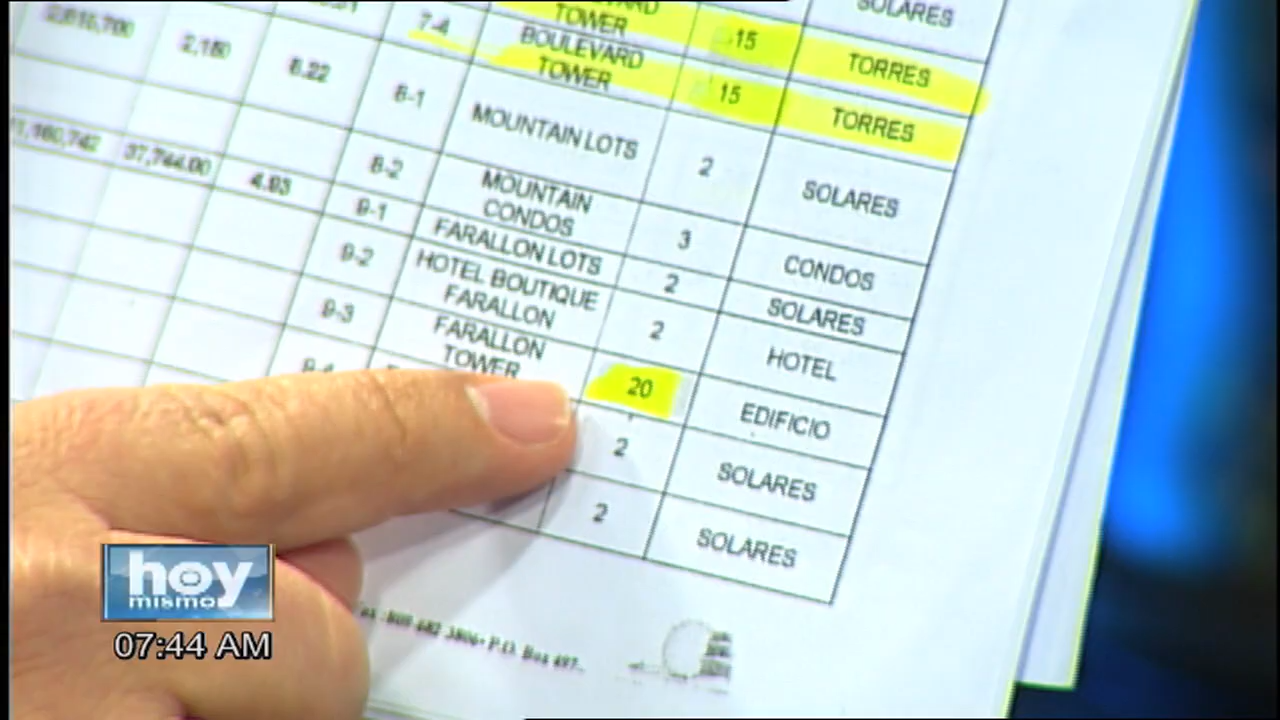 SOLARES
TOWER 15 TORRES
7-4 BOULEVARD TOWER 15 TORRES
2,180 6.22 8-1 MOUNTAIN LOTS 2 SOLARES
37,744.00 4.93 8-2 MOUNTAIN CONDOS 3 CONDOS
9-1 FARALLON LOTS 2 SOLARES
9-2 HOTEL BOUTIQUE FARALLON 2 HOTEL
9-3 FARALLON TOWER 20 EDIFICIO
2 SOLARES
2 SOLARES
P.O. Box
hoy
mismo
07:44 AM